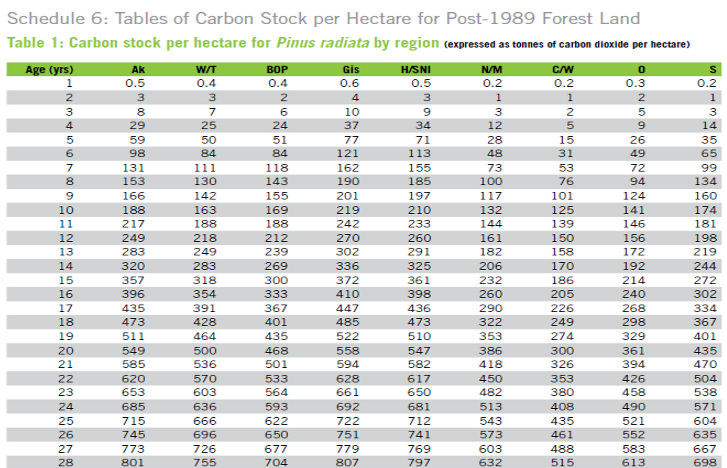 Schedule 6: Tables of Carbon Stock per Hectare for Post-1989 Forest Land
Table 1: Carbon stock per hectare for Pinus radiata by region (expressed as tonnes of carbon dioxide per hectare)
Age (yrs) Ak W/T BOP Gis H/SNI N/M C/W O S
1 0.5 0.4 0.4 0.6 0.5 0.2 0.2 0.3 0.2
2 3 3 2 4 3 1 1 2 1
3 8 7 6 10 9 3 2 5 3
4 29 25 24 37 34 12 5 9 14
5 59 50 51 77 71 28 15 26 35
6 98 84 84 121 113 48 31 49 65
7 131 111 118 162 155 73 53 72 99
8 153 130 143 190 185 100 76 94 134
9 166 142 155 201 197 117 101 124 160
10 188 163 169 219 210 132 125 141 174
11 217 188 188 242 233 144 139 146 181
12 249 218 212 270 260 161 150 156 198
13 283 249 239 302 291 182 158 172 219
14 320 283 269 336 325 206 170 192 244
15 357 318 300 372 361 232 186 214 272
16 396 354 333 410 398 260 205 240 302
17 435 391 367 447 436 290 226 268 334
18 473 428 401 485 473 322 249 298 367
19 511 464 435 522 510 353 274 329 401
20 549 500 468 558 547 386 300 361 435
21 585 536 501 594 582 418 326 394 470
22 620 570 533 628 617 450 353 426 504
23 653 603 564 661 650 482 380 458 538
24 685 636 593 692 681 513 408 490 571
25 715 666 622 722 712 543 435 521 604
26 745 696 650 751 741 573 461 552 635
27 773 726 677 779 769 603 488 583 667
28 801 755 704 807 797 632 515 613 698